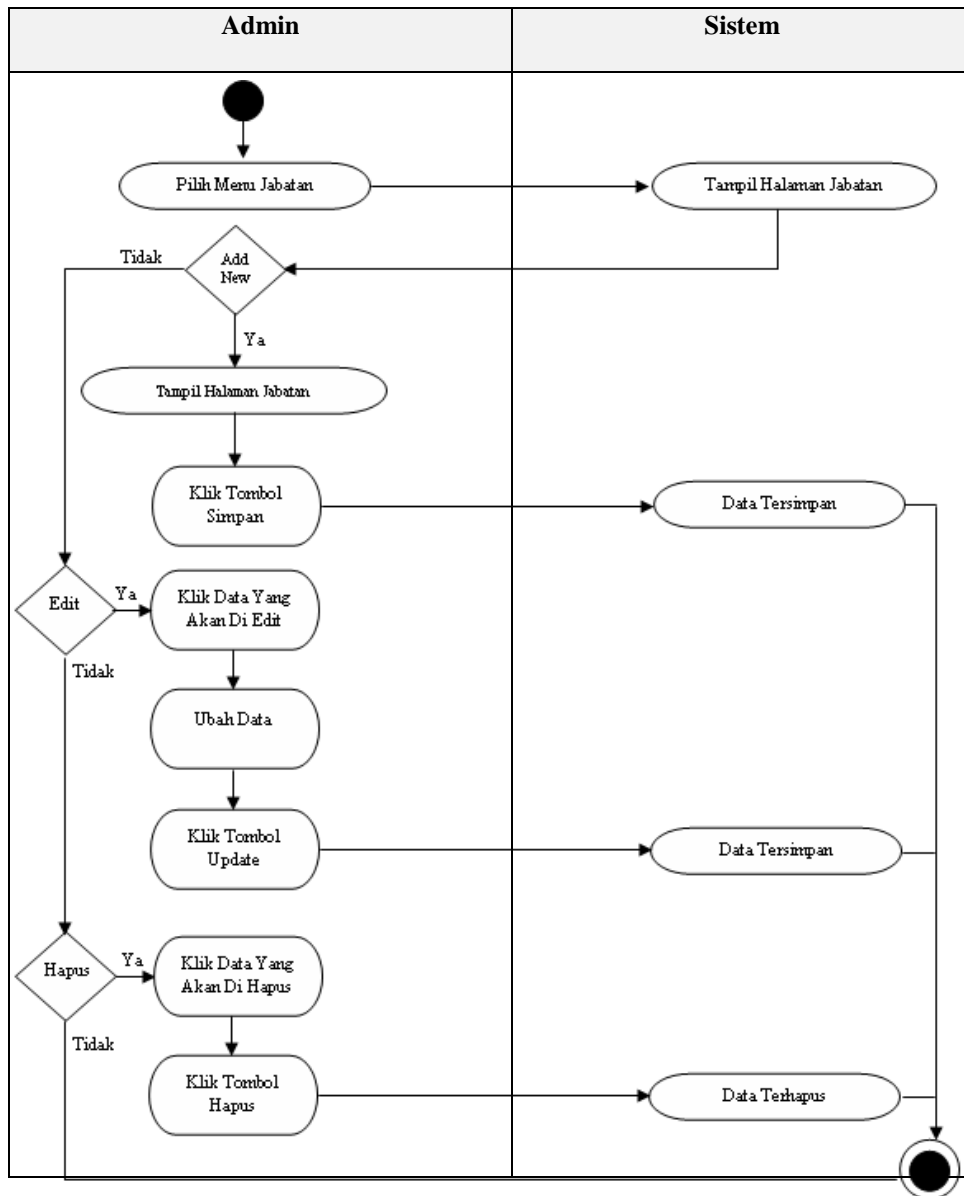 Admin
Sistem
Pilih Menu Jabatan
Tampil Halaman Jabatan
Tidak
Add
New
Ya
Tampil Halaman Jabatan
Klik Tombol
Simpan
Data Tersimpan
Edit
Ya
Klik Data Yang
Akan Di Edit
Tidak
Ubah Data
Klik Tombol
Update
Data Tersimpan
Hapus
Ya
Klik Data Yang
Akan Di Hapus
Tidak
Klik Tombol
Hapus
Data Terhapus